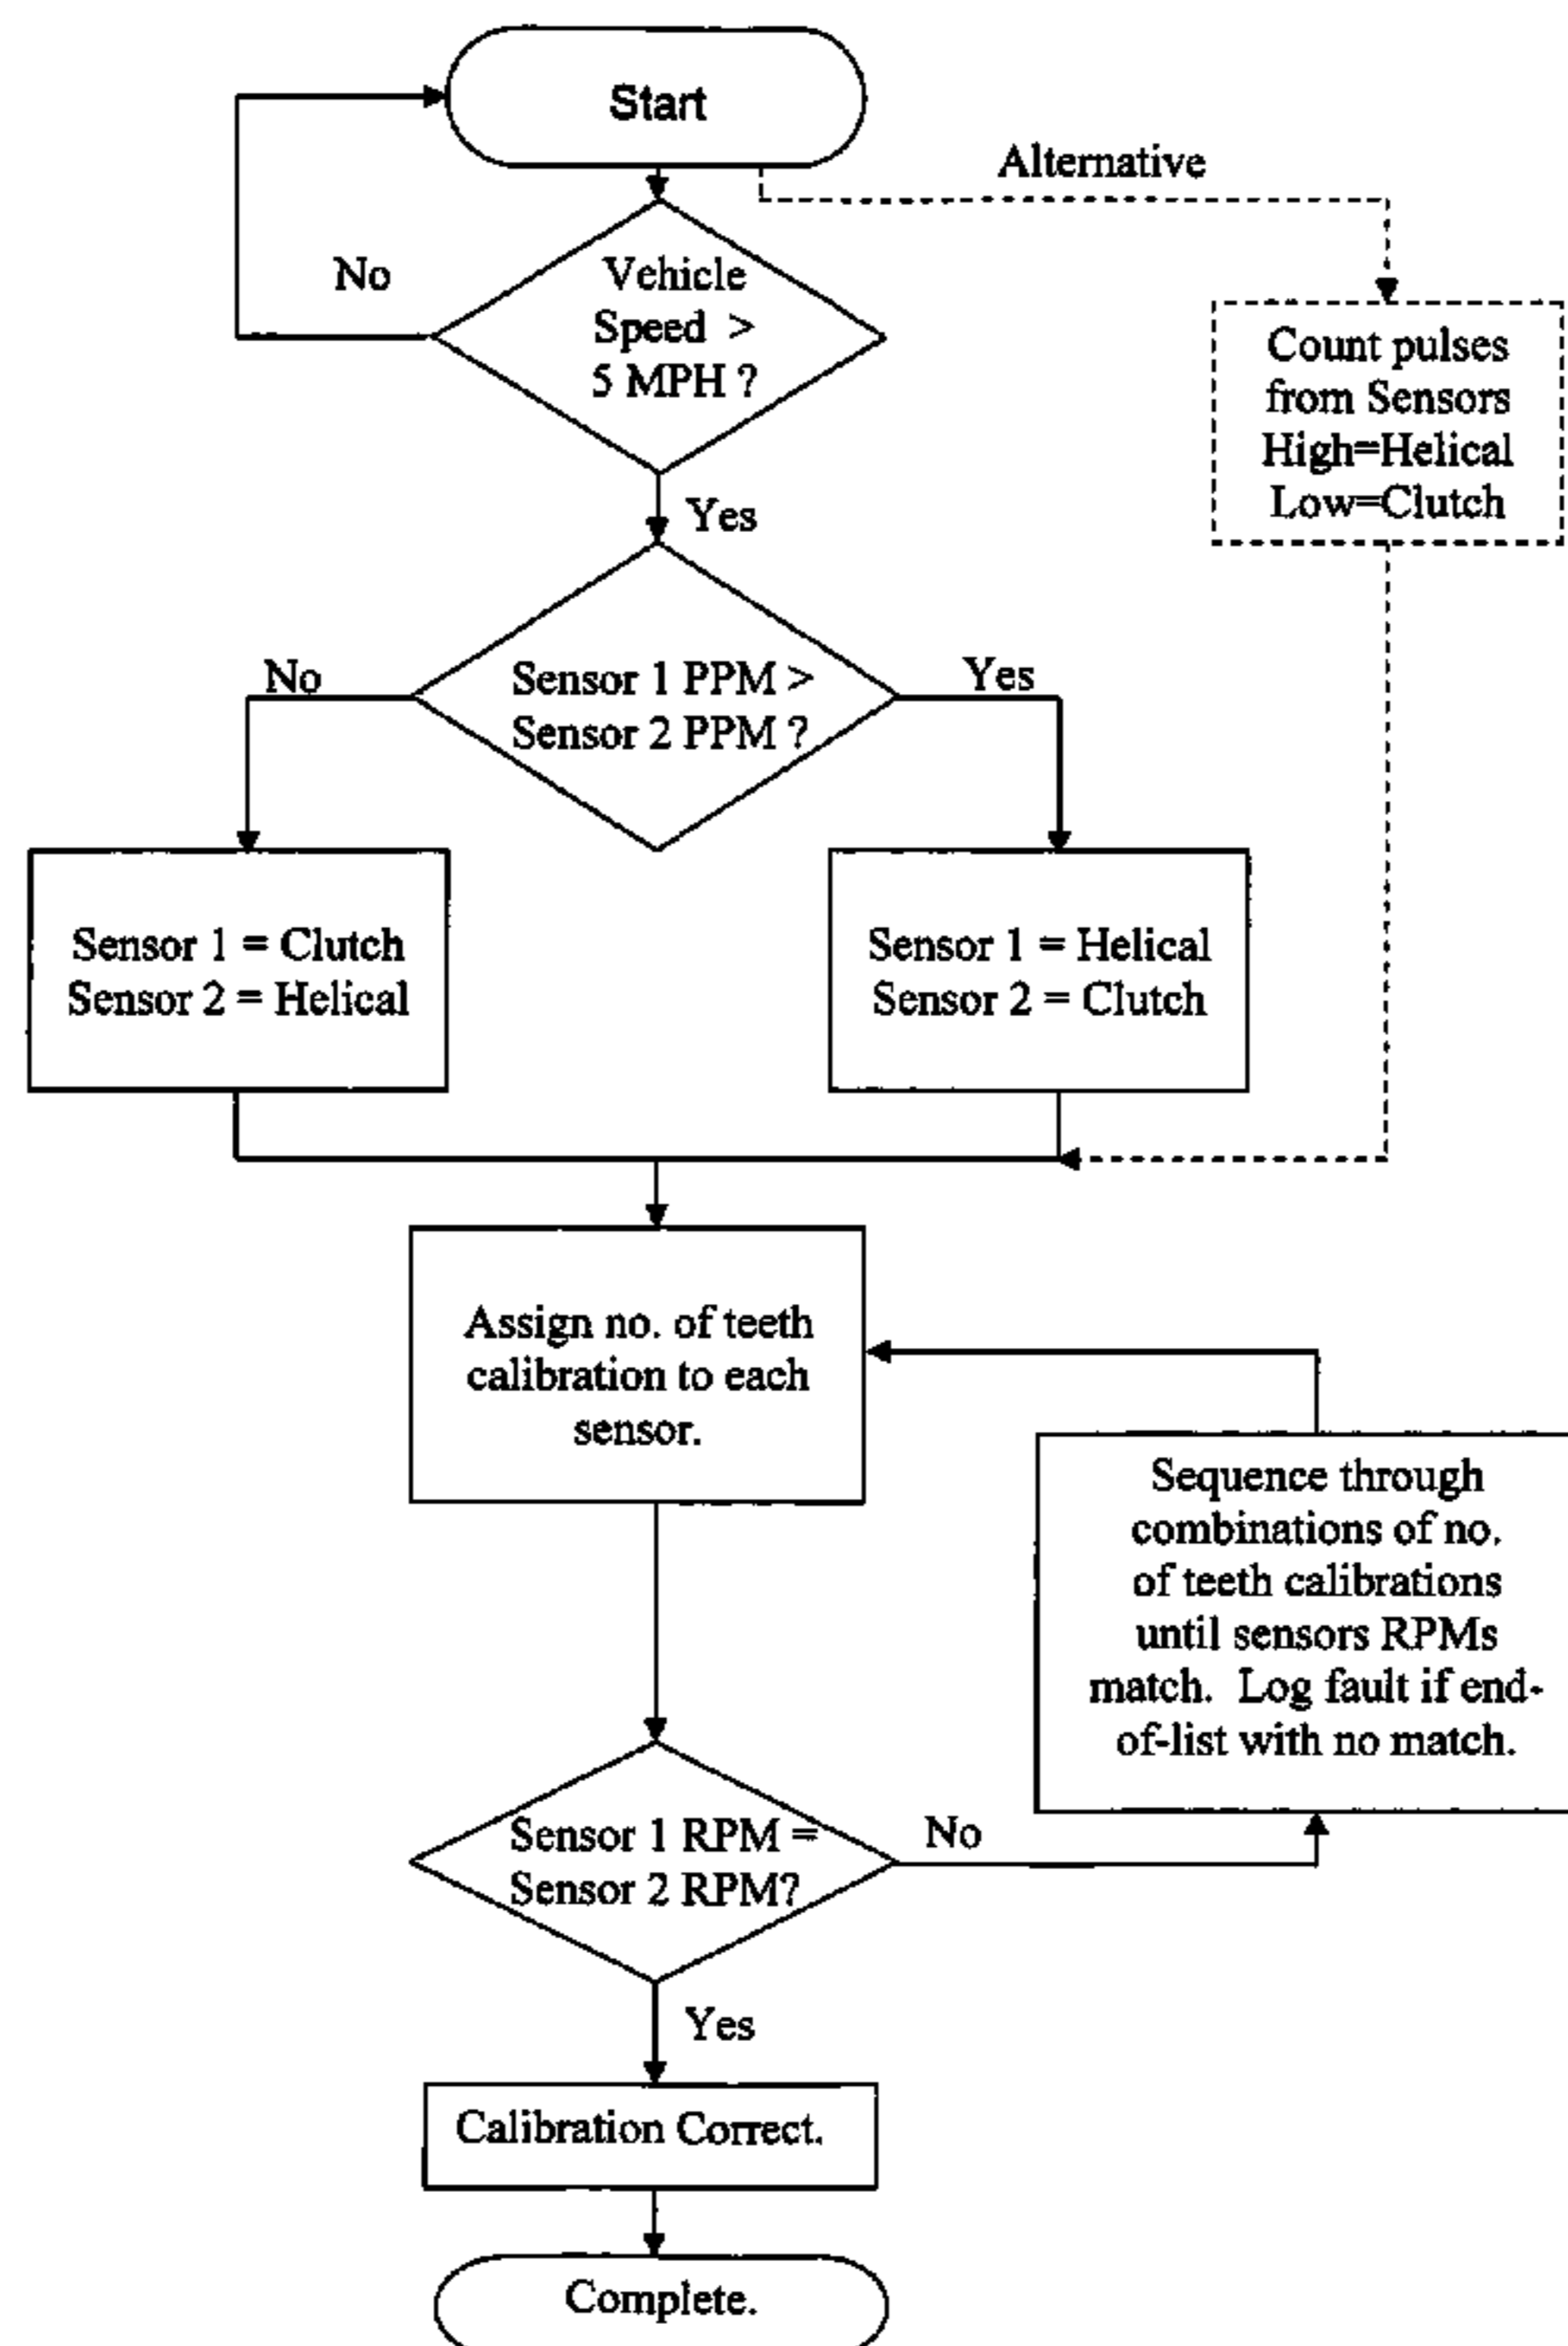 Start
Alternative
No
Vehicle
Speed >
5 MPH ?
Count pulses
from Sensors
High=Helical
Low=Clutch
Yes
No
Sensor 1 PPM >
Sensor 2 PPM ?
Yes
Sensor 1 = Clutch
Sensor 2 = Helical
Sensor 1 = Helical
Sensor 2 = Clutch
Assign no. of teeth
calibration to each
sensor.
Sequence through
combinations of no.
of teeth calibrations
until sensors RPMs
match. Log fault if end-
of-list with no match.
Sensor 1 RPM =
Sensor 2 RPM?
No
Yes
Calibration Correct.
Complete.